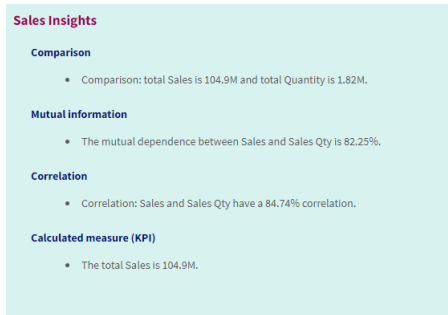 Sales Insights
Comparison
• Comparison: total Sales is 104.9M and total Quantity is 1.82M.
Mutual information
• The mutual dependence between Sales and Sales Qty is 82.25%.
Correlation
• Correlation: Sales and Sales Qty have a 84.74% correlation.
Calculated measure (KPI)
• The total Sales is 104.9M.